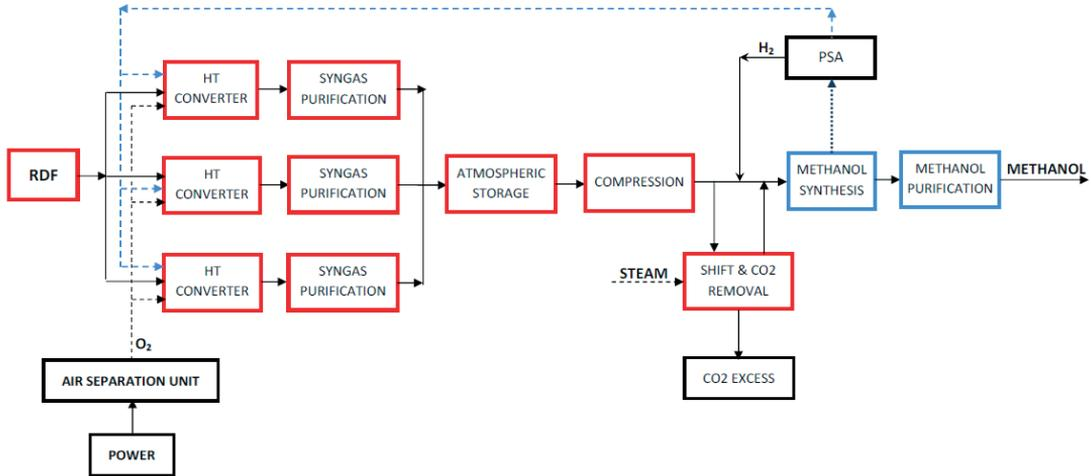 H₂
PSA
HT
CONVERTER
SYNGAS
PURIFICATION
RDF
HT
CONVERTER
SYNGAS
PURIFICATION
ATMOSPHERIC
STORAGE
COMPRESSION
METHANOL
SYNTHESIS
METHANOL
PURIFICATION
METHANOL
HT
CONVERTER
SYNGAS
PURIFICATION
STEAM
SHIFT & CO2
REMOVAL
O₂
AIR SEPARATION UNIT
CO2 EXCESS
POWER